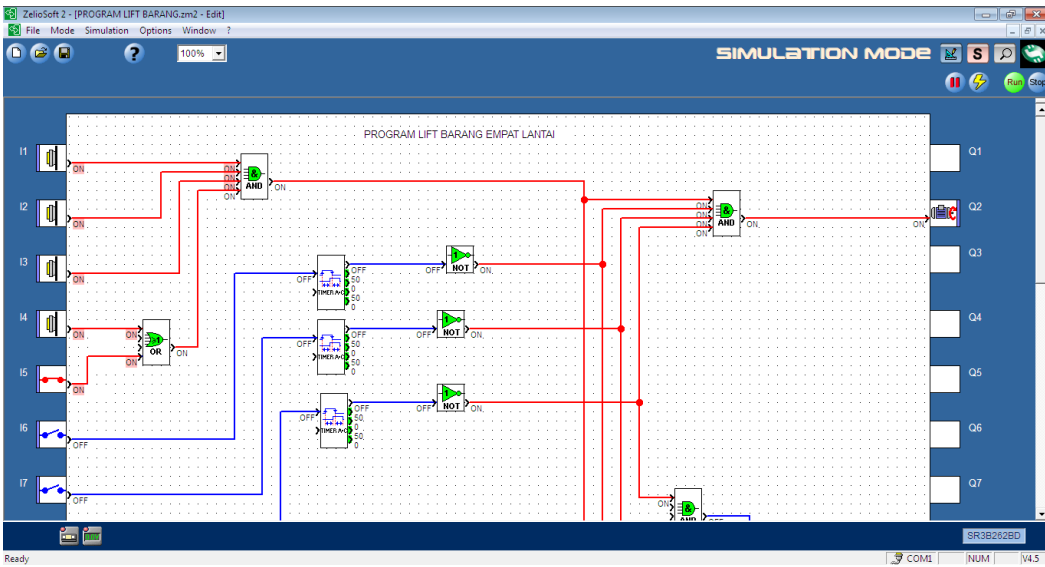 ZelioSoft 2 - [PROGRAM LIFT BARANG.zm2 - Edit]
File Mode Simulation Options Window ?
100%
SIMULATION MODE
S
Run Stop
PROGRAM LIFT BARANG EMPAT LANTAI
I1
ON
ON
ON
ON
ON
&
AND
ON
Q1
I2
ON
ON
ON
ON
ON
&
AND
ON
ON
Q2
I3
ON
OFF
TIMER A-C
OFF
50
0
50
0
OFF
1
NOT
ON
Q3
I4
ON
ON
ON
OR
ON
OFF
TIMER A-C
OFF
50
0
50
0
OFF
1
NOT
ON
Q4
I5
ON
OFF
TIMER A-C
OFF
50
0
50
0
OFF
1
NOT
ON
Q5
I6
OFF
Q6
I7
OFF
ON
&
AND
OFF
Q7
SR3B262BD
Ready
COM1 NUM V4.5